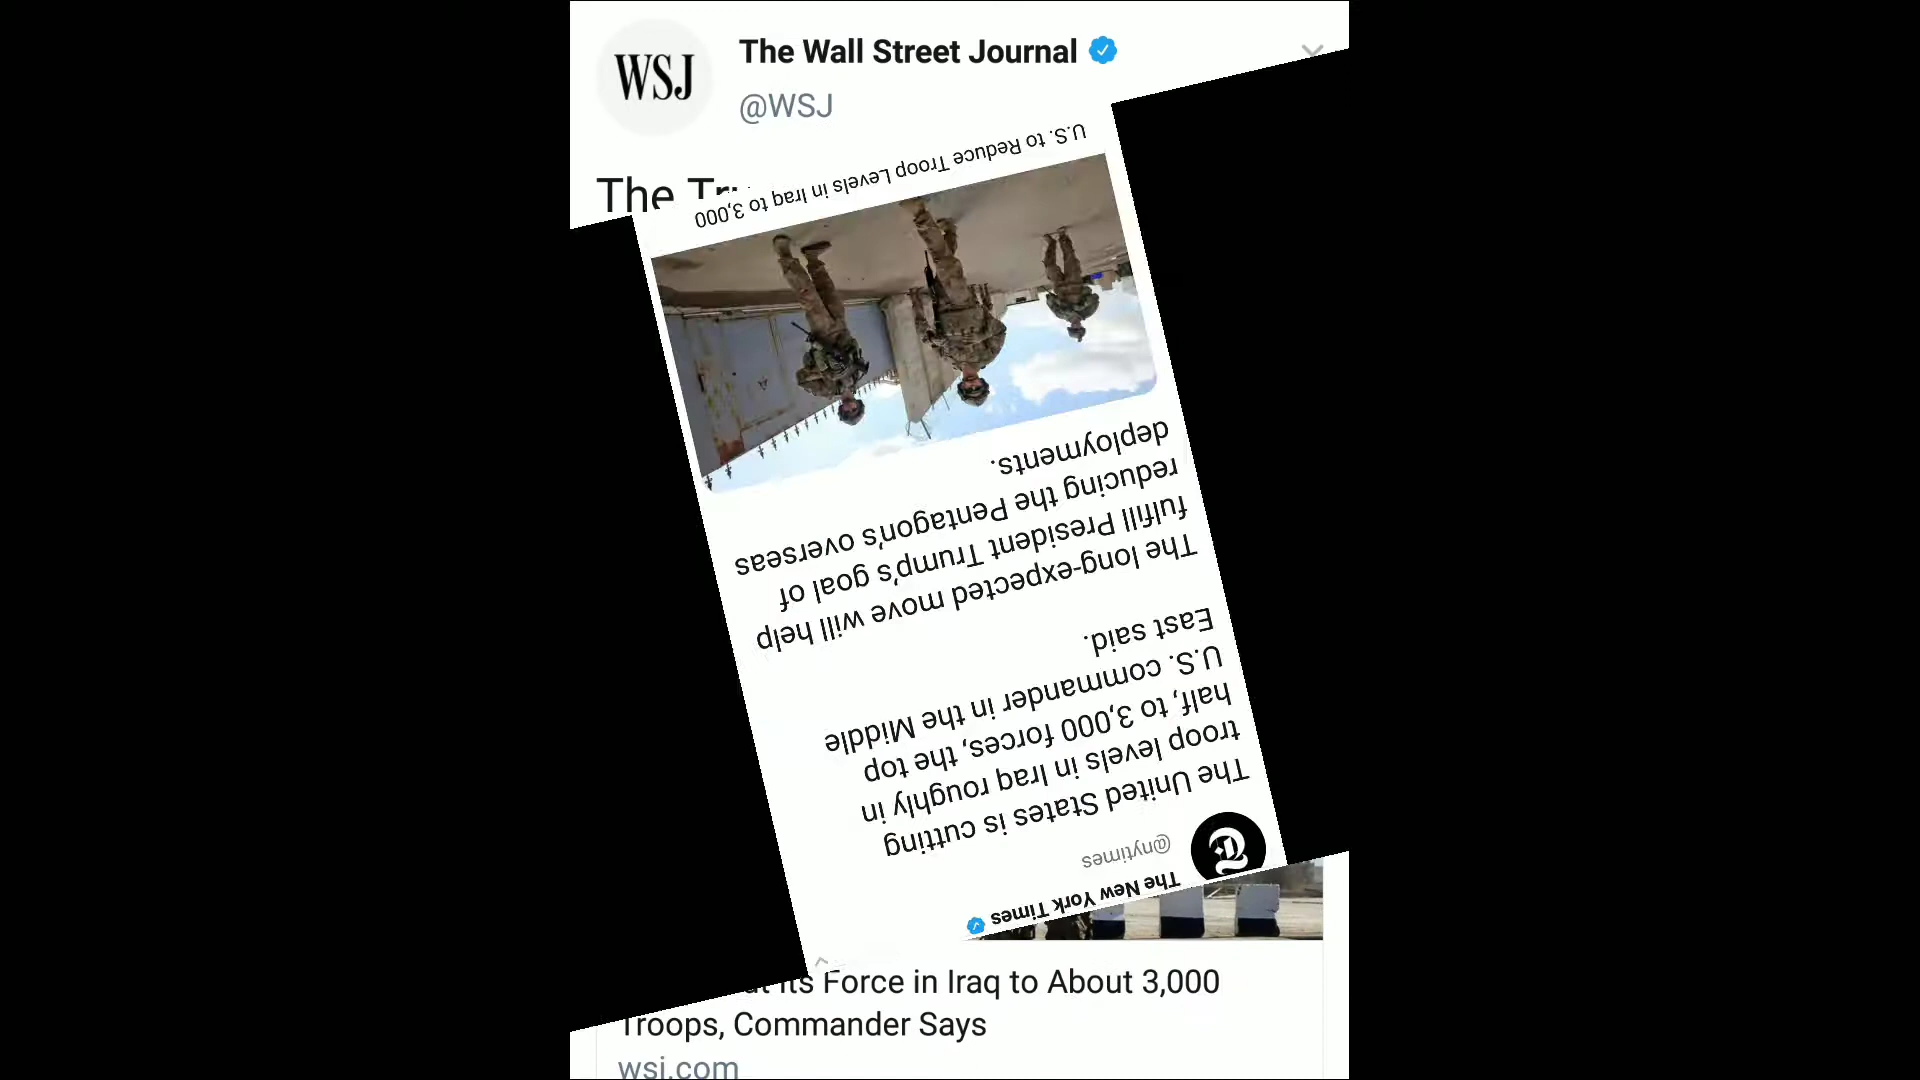 WSJ
The Wall Street Journal
@WSJ
The
The New York Times
@nytimes
The United States is cutting
troop levels in Iraq roughly in
half, to 3,000 forces, the top
U.S. commander in the Middle
East said.
The long-expected move will help
fulfill President Trump's goal of
reducing the Pentagon's overseas
deployments.
U.S. to Reduce Troop Levels in Iraq to 3,000
Its Force in Iraq to About 3,000
Troops, Commander Says
wsj.com